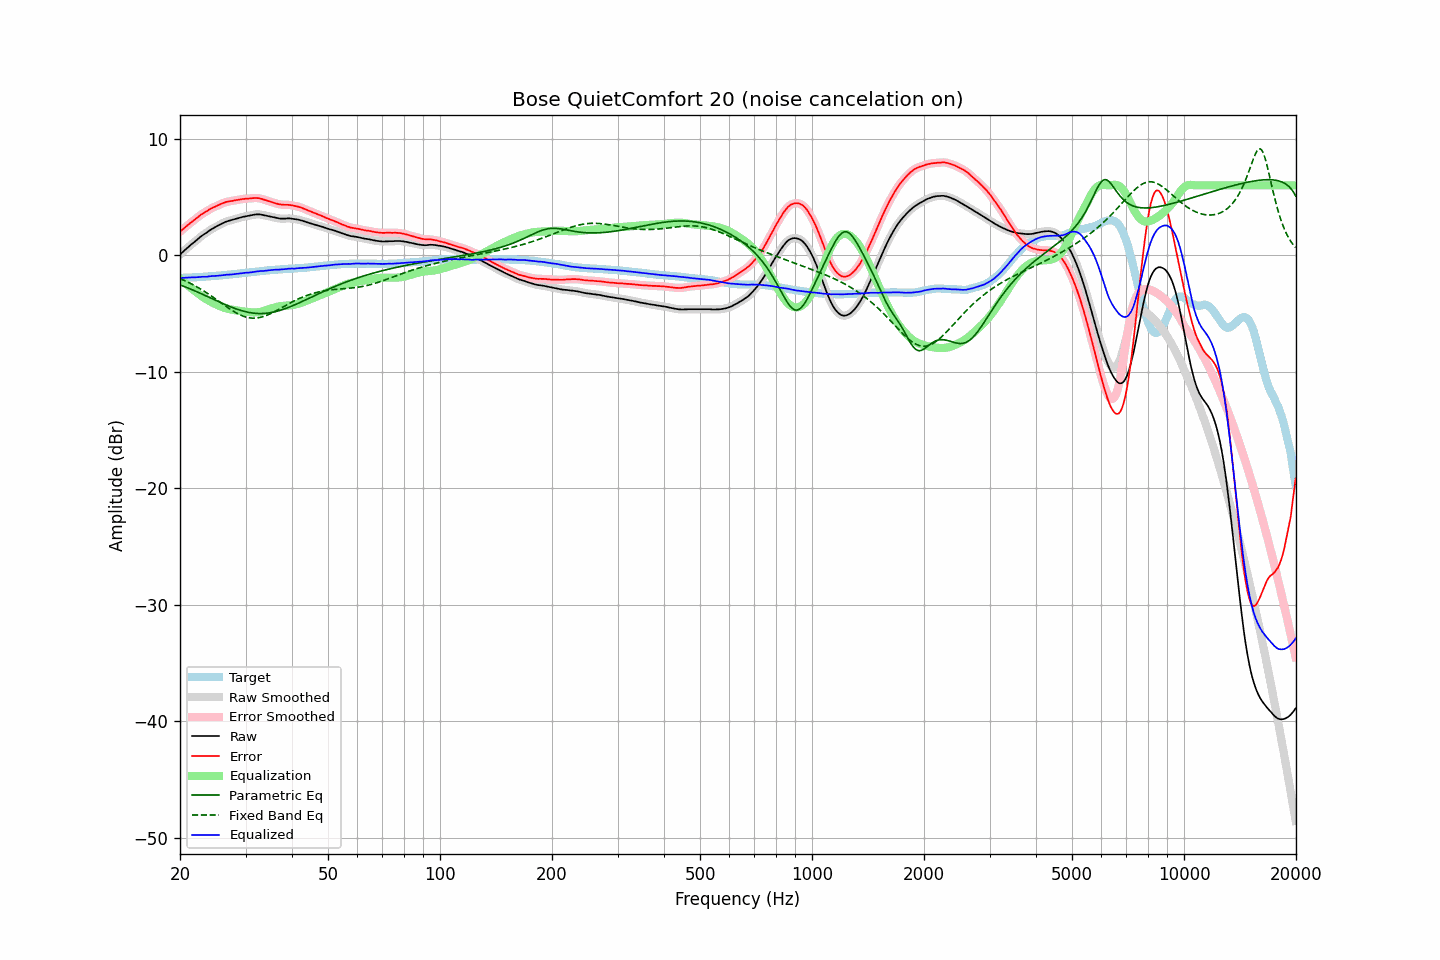 Bose QuietComfort 20 (noise cancelation on)
10
0
−10
−20
−30
−40
−50
Amplitude (dBr)
Target
Raw Smoothed
Error Smoothed
Raw
Error
Equalization
Parametric Eq
Fixed Band Eq
Equalized
20 50 100 200 500 1000 2000 5000 10000 20000
Frequency (Hz)